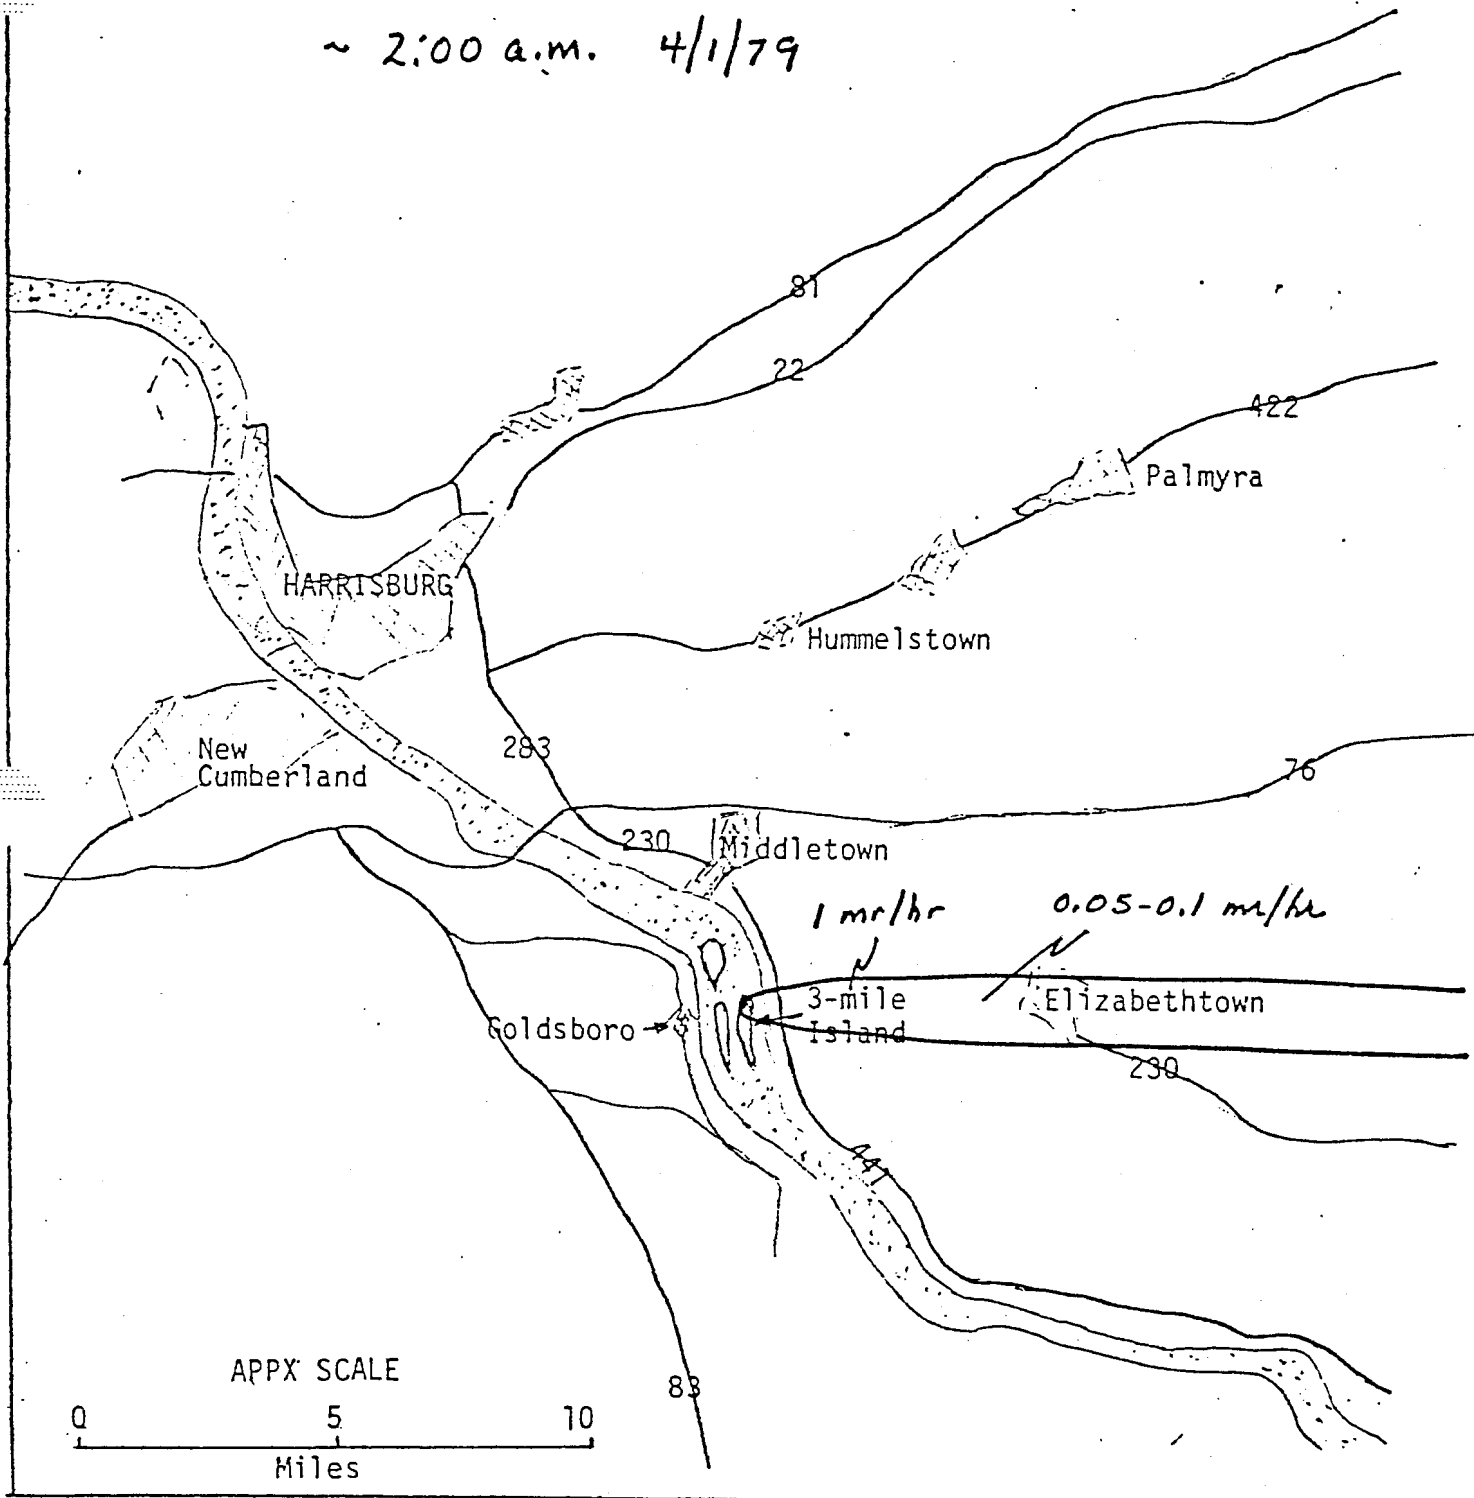 ~ 2:00 a.m. 4/1/79
81
22
422
Palmyra
HARRISBURG
Hummelstown
New
Cumberland
283
76
230
Middletown
1 mr/hr
0.05-0.1 mr/hr
3-mile
Island
Elizabethtown
Goldsboro
230
APPX SCALE
83
0 5 10
Miles